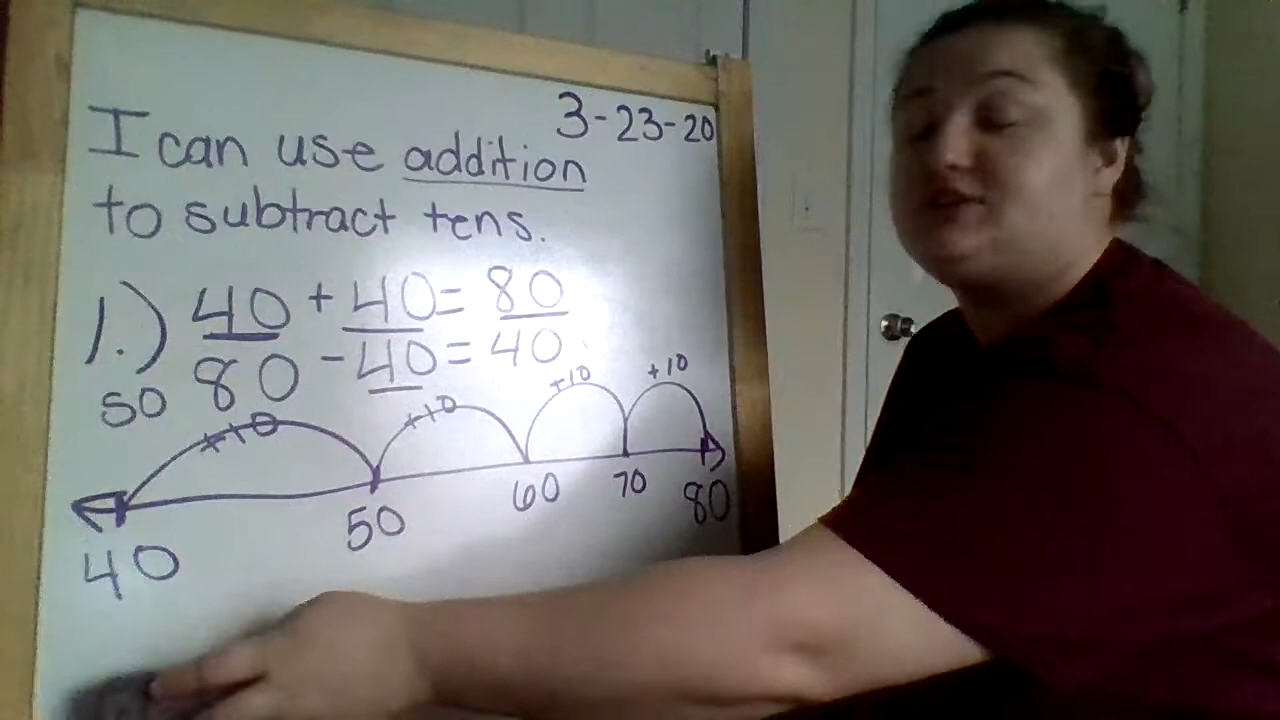 3-23-20
I can use addition
to subtract tens.
1.) 40 + 40 = 80
so 80 - 40 = 40
+10 +10 +10 +10
40 50 60 70 80